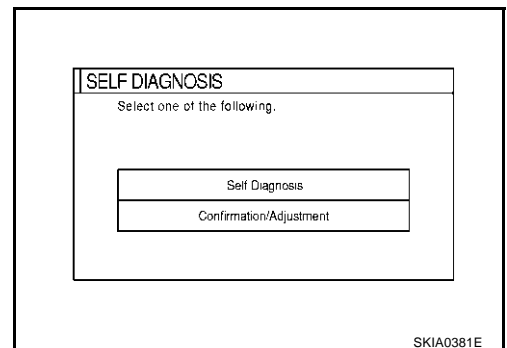 SELF DIAGNOSIS
Select one of the following.
Self Diagnosis
Confirmation/Adjustment
SKIA0381E